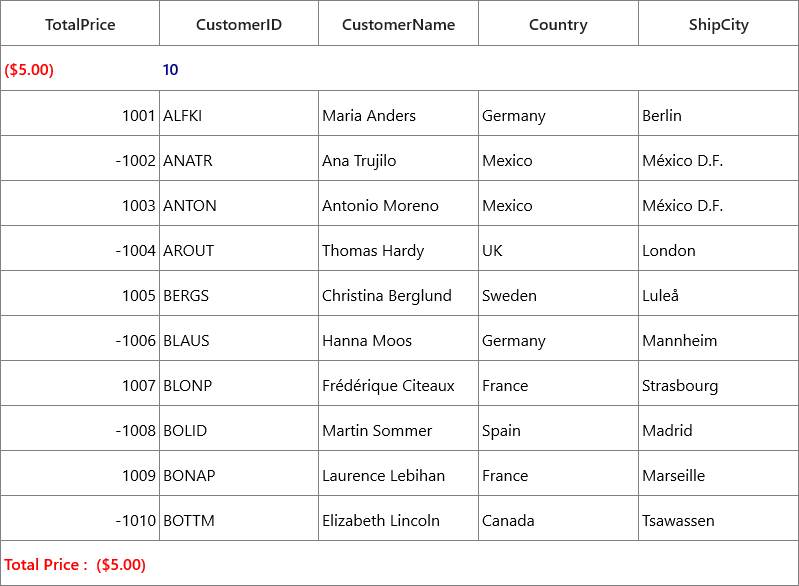 TotalPrice CustomerID CustomerName Country ShipCity
($5.00) 10
1001 ALFKI Maria Anders Germany Berlin
-1002 ANATR Ana Trujilo Mexico México D.F.
1003 ANTON Antonio Moreno Mexico México D.F.
-1004 AROUT Thomas Hardy UK London
1005 BERGS Christina Berglund Sweden Luleå
-1006 BLAUS Hanna Moos Germany Mannheim
1007 BLONP Frédérique Citeaux France Strasbourg
-1008 BOLID Martin Sommer Spain Madrid
1009 BONAP Laurence Lebihan France Marseille
-1010 BOTTM Elizabeth Lincoln Canada Tsawassen
Total Price : ($5.00)